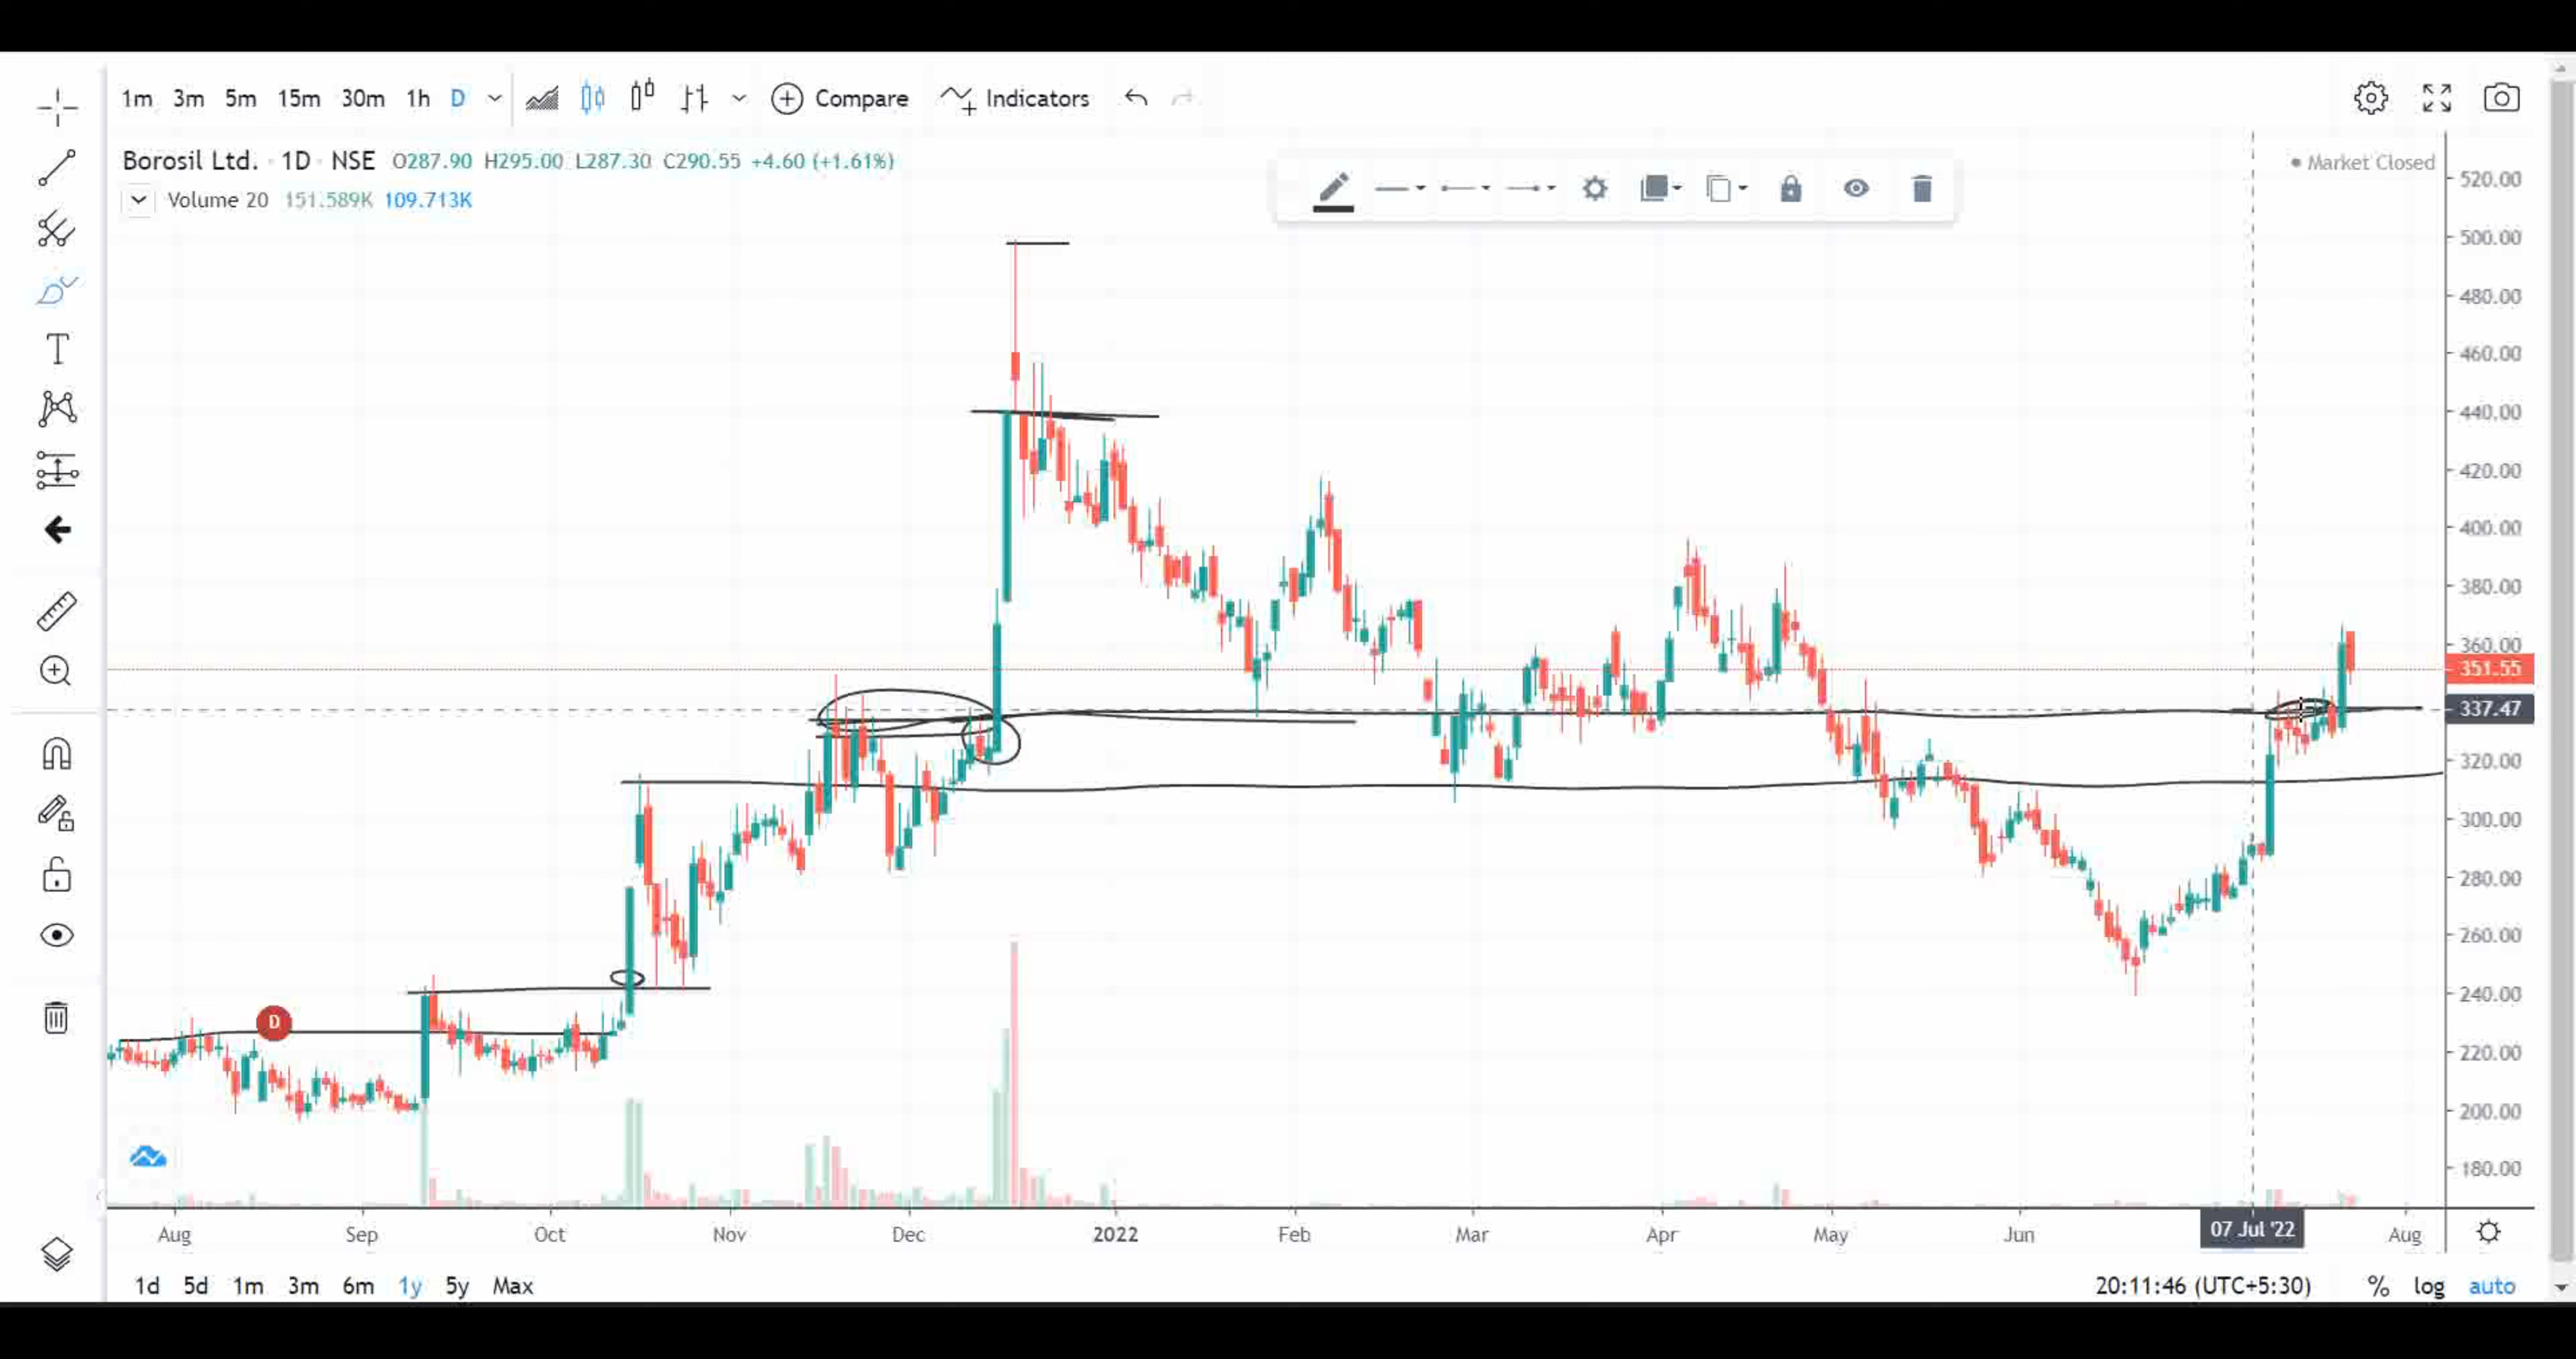 1m 3m 5m 15m 30m 1h D Compare Indicators
Borosil Ltd. · 1D · NSE O287.90 H295.00 L287.30 C290.55 +4.60 (+1.61%)
Market Closed
Volume 20 151.589K 109.713K
T
520.00
500.00
480.00
460.00
440.00
420.00
400.00
380.00
360.00
351.55
337.47
320.00
300.00
280.00
260.00
240.00
D
220.00
200.00
180.00
Aug Sep Oct Nov Dec 2022 Feb Mar Apr May Jun 07 Jul '22 Aug
1d 5d 1m 3m 6m 1y 5y Max 20:11:46 (UTC+5:30) % log auto